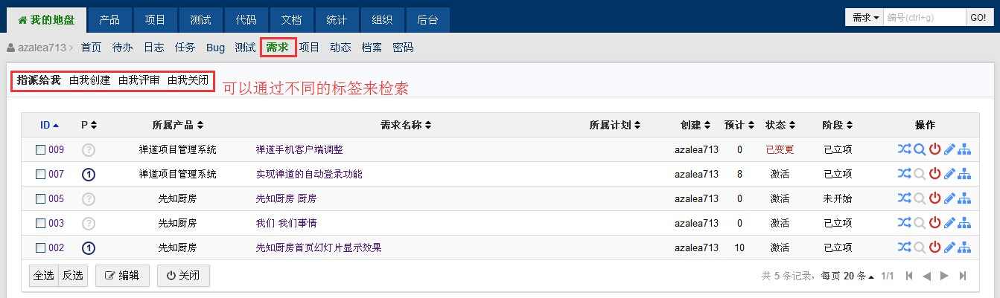 我的地盘 产品 项目 测试 代码 文档 统计 组织 后台 需求 编号(ctrl+g) GO!
azalea713 首页 待办 日志 任务 Bug 测试 需求 项目 动态 档案 密码
指派给我 由我创建 由我评审 由我关闭 可以通过不同的标签来检索
ID P 所属产品 需求名称 所属计划 创建 预计 状态 阶段 操作
009 ? 禅道项目管理系统 禅道手机客户端调整 azalea713 0 已变更 已立项
007 1 禅道项目管理系统 实现禅道的自动登录功能 azalea713 8 激活 已立项
005 ? 先知厨房 先知厨房 厨房 azalea713 0 激活 未开始
003 ? 先知厨房 我们 我们事情 azalea713 0 激活 已立项
002 1 先知厨房 先知厨房首页幻灯片显示效果 azalea713 10 激活 已立项
全选 反选 编辑 关闭 共 5 条记录，每页 20 条 1/1